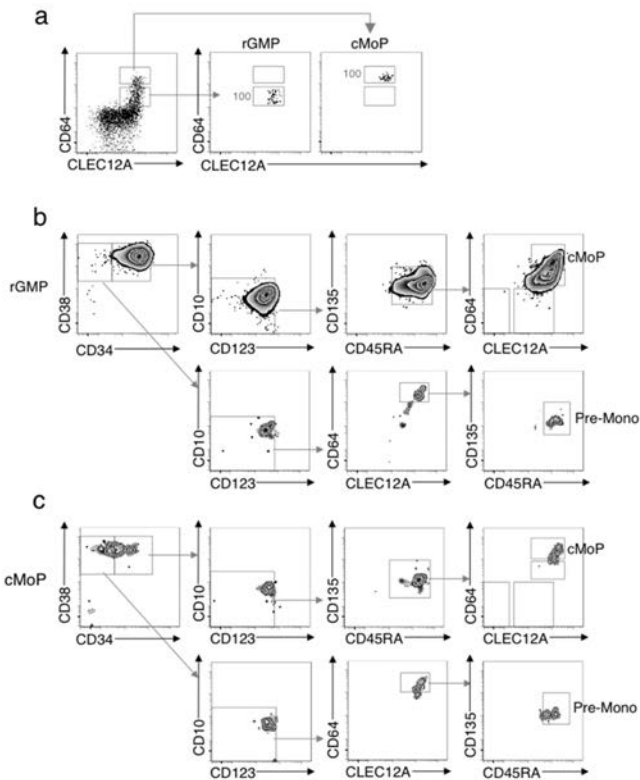 a
rGMP
cMoP
CD64
CLEC12A
CD64
100
CLEC12A
100
b
rGMP
CD38
CD34
CD10
CD123
CD135
CD45RA
CD64
CLEC12A
cMoP
CD10
CD123
CD64
CLEC12A
CD135
CD45RA
Pre-Mono
c
cMoP
CD38
CD34
CD10
CD123
CD135
CD45RA
CD64
CLEC12A
cMoP
CD10
CD123
CD64
CLEC12A
CD135
CD45RA
Pre-Mono